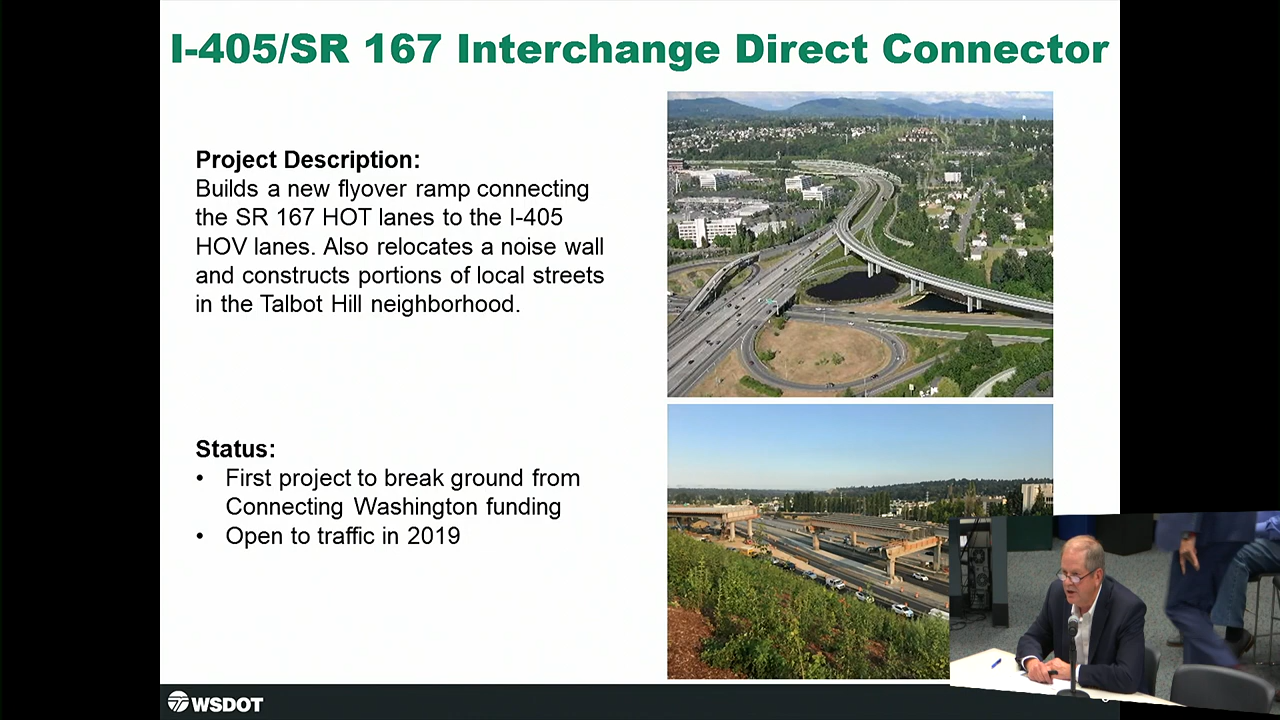 I-405/SR 167 Interchange Direct Connector
Project Description:
Builds a new flyover ramp connecting
the SR 167 HOT lanes to the I-405
HOV lanes. Also relocates a noise wall
and constructs portions of local streets
in the Talbot Hill neighborhood.
Status:
• First project to break ground from
Connecting Washington funding
• Open to traffic in 2019
WSDOT